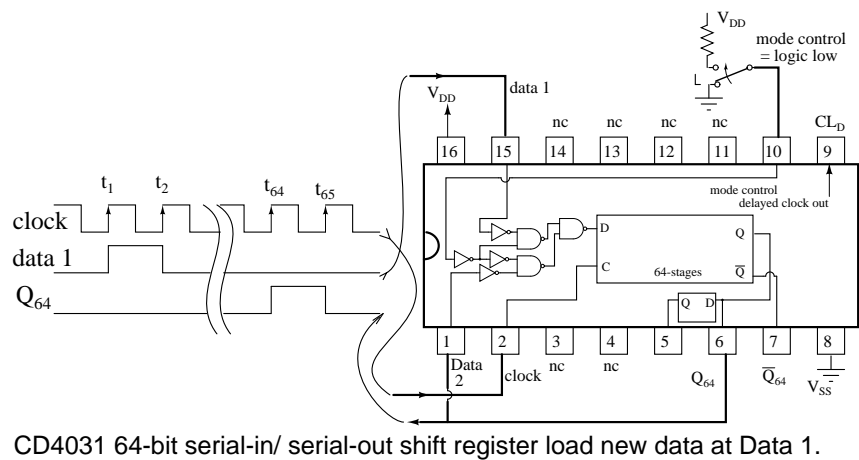 V_DD
mode control
= logic low
L
data 1
V_DD
nc
nc
nc
nc
CL_D
16
15
14
13
12
11
10
9
mode control
delayed clock out
t_1
t_2
t_64
t_65
clock
data 1
Q_64
D
Q
C
Q̅
64-stages
Q
D
1
2
3
4
5
6
7
8
Data
2
clock
nc
nc
Q_64
Q̅_64
V_SS
CD4031 64-bit serial-in/ serial-out shift register load new data at Data 1.